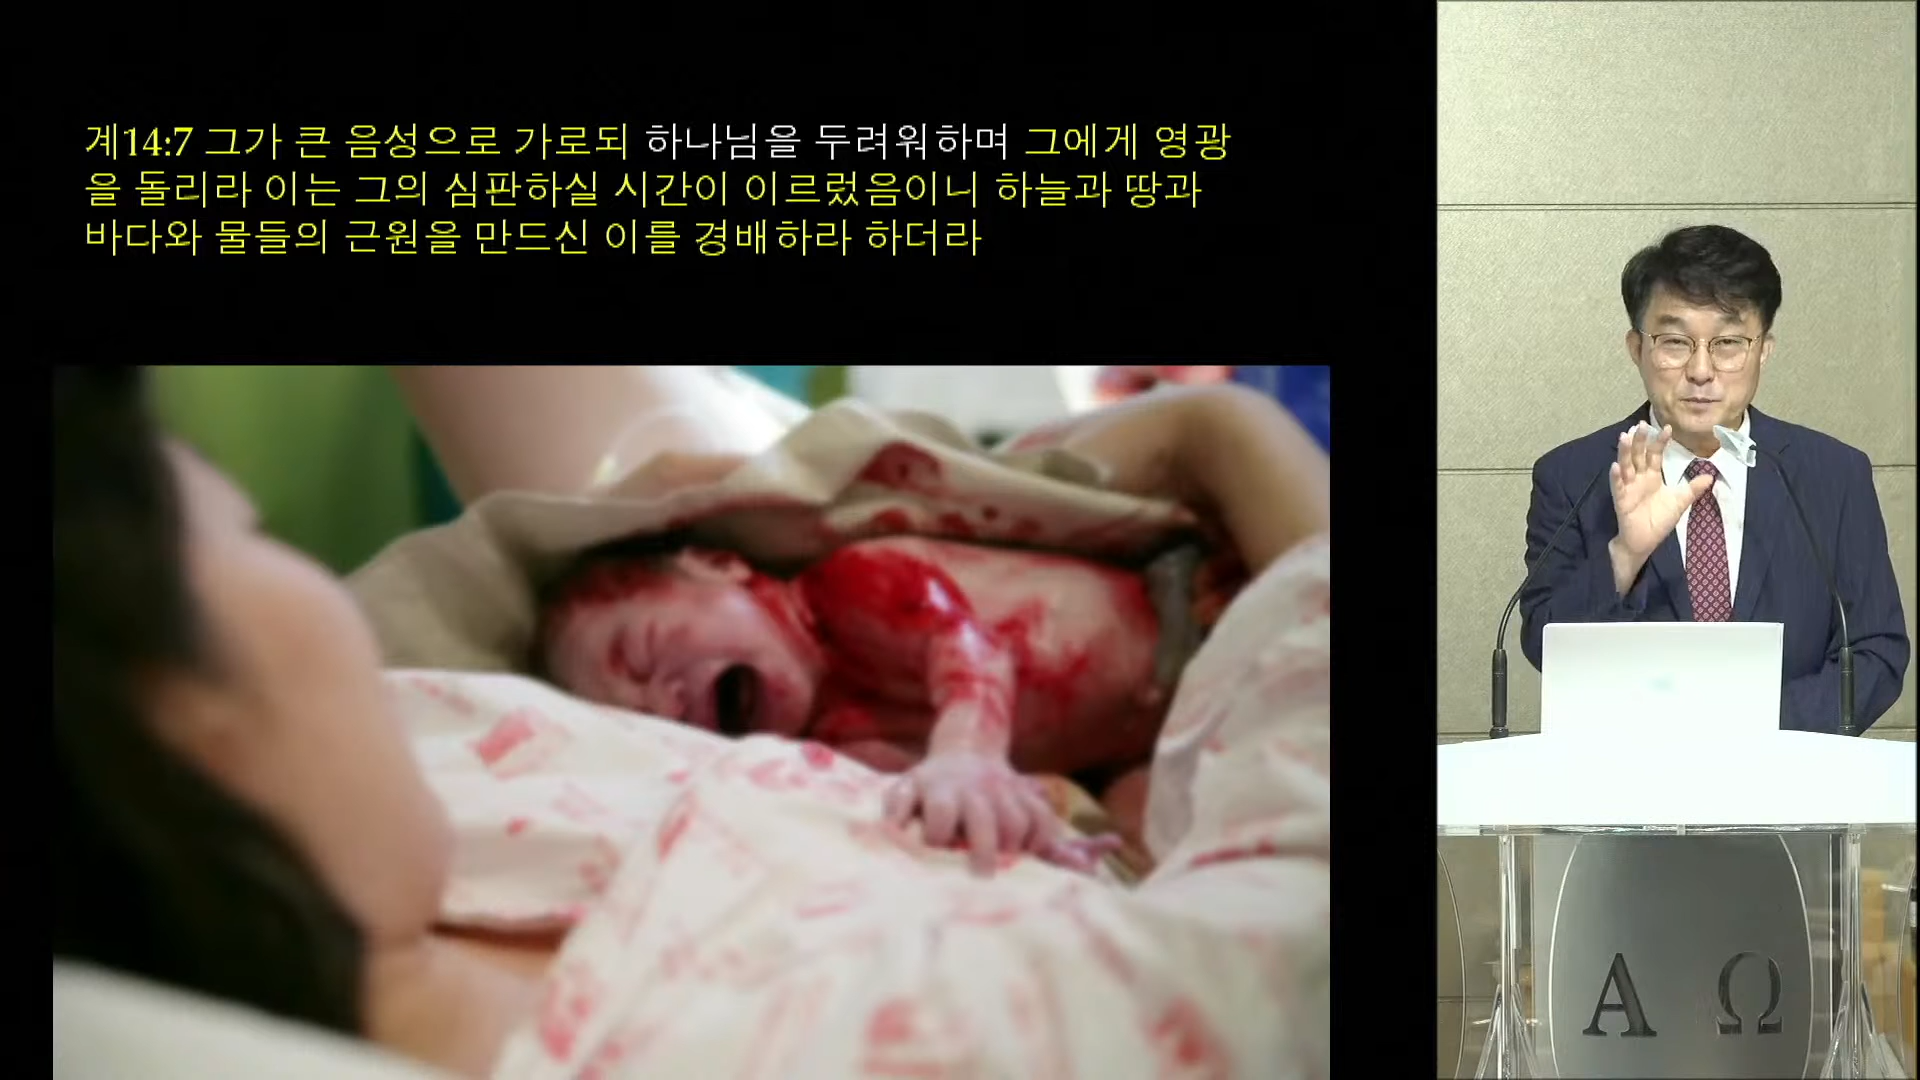 계14:7 그가 큰 음성으로 가로되 하나님을 두려워하며 그에게 영광
을 돌리라 이는 그의 심판하실 시간이 이르렀음이니 하늘과 땅과
바다와 물들의 근원을 만드신 이를 경배하라 하더라
Α Ω